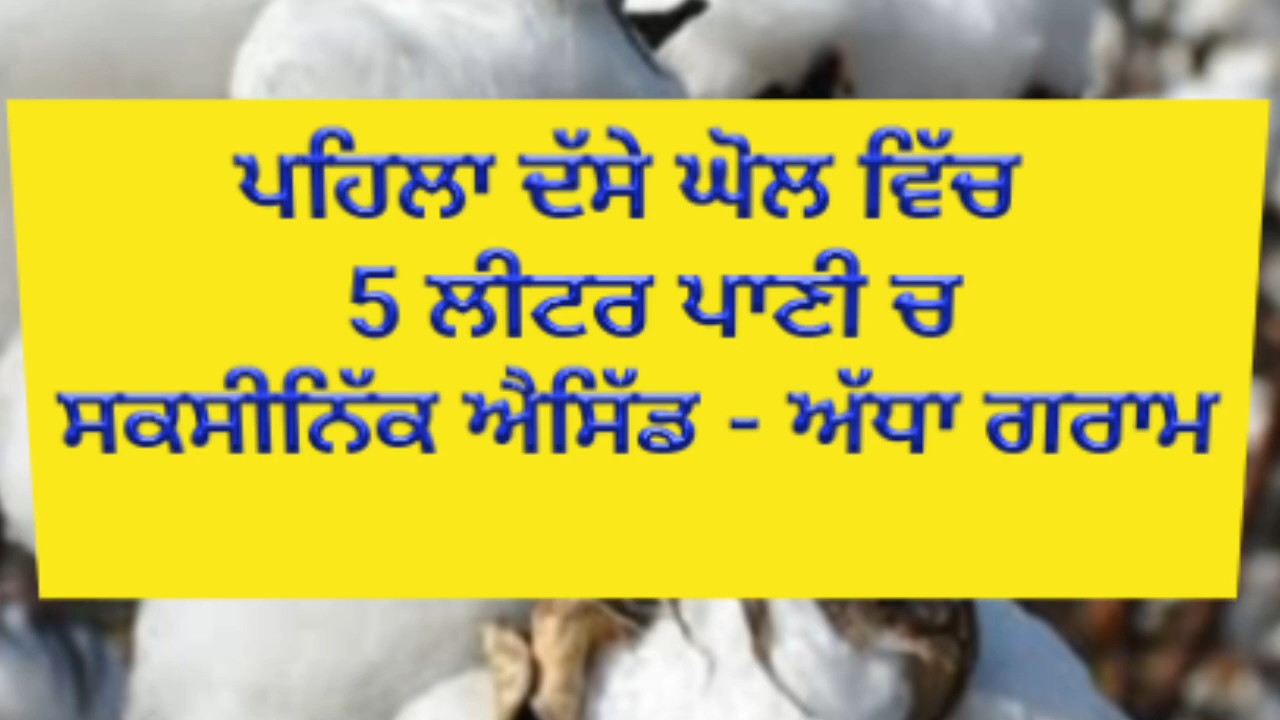 ਪਹਿਲਾ ਦੱਸੇ ਘੋਲ ਵਿੱਚ
5 ਲੀਟਰ ਪਾਣੀ ਚ
ਸਕਸੀਨਿੱਕ ਐਸਿੱਡ - ਅੱਧਾ ਗਰਾਮ